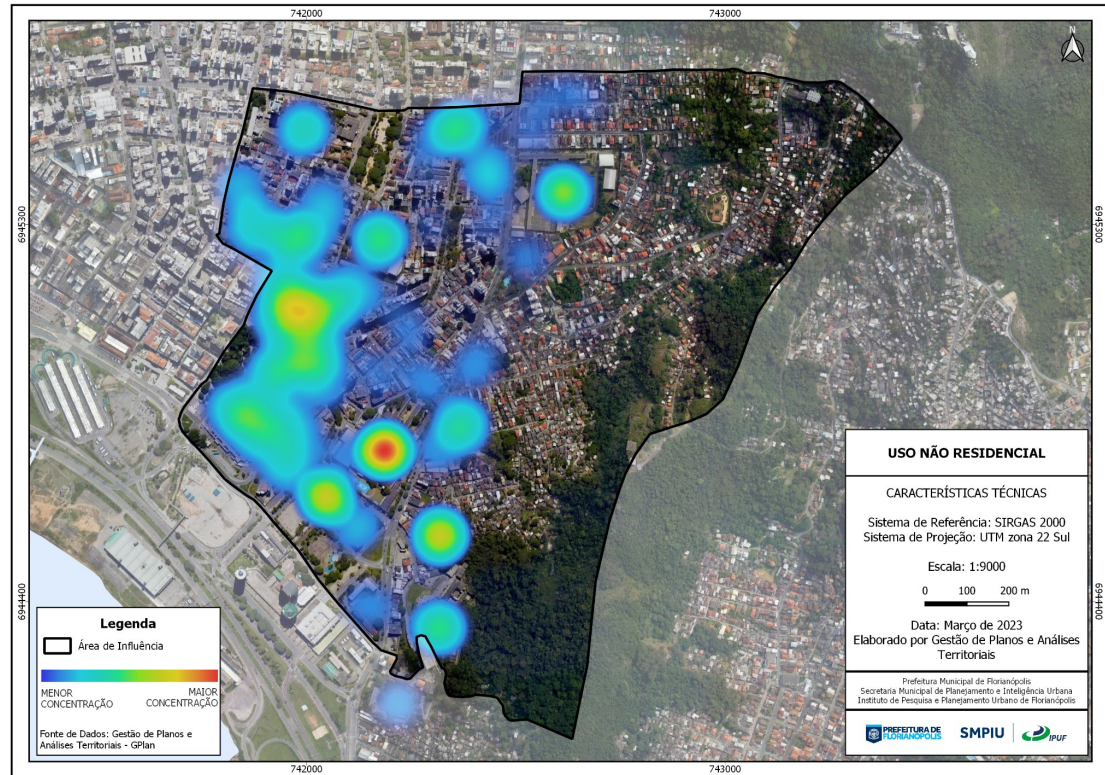 742000
743000
N
6945300
6945300
6944400
6944400
USO NÃO RESIDENCIAL
CARACTERÍSTICAS TÉCNICAS
Sistema de Referência: SIRGAS 2000
Sistema de Projeção: UTM zona 22 Sul
Escala: 1:9000
0 100 200 m
Data: Março de 2023
Elaborado por Gestão de Planos e Análises
Territoriais
Prefeitura Municipal de Florianópolis
Secretaria Municipal de Planejamento e Inteligência Urbana
Instituto de Pesquisa e Planejamento Urbano de Florianópolis
PREFEITURA DE
FLORIANÓPOLIS
SMPIU
IPUF
Legenda
Área de Influência
MENOR
CONCENTRAÇÃO
MAIOR
CONCENTRAÇÃO
Fonte de Dados: Gestão de Planos e
Análises Territoriais - GPlan
742000
743000